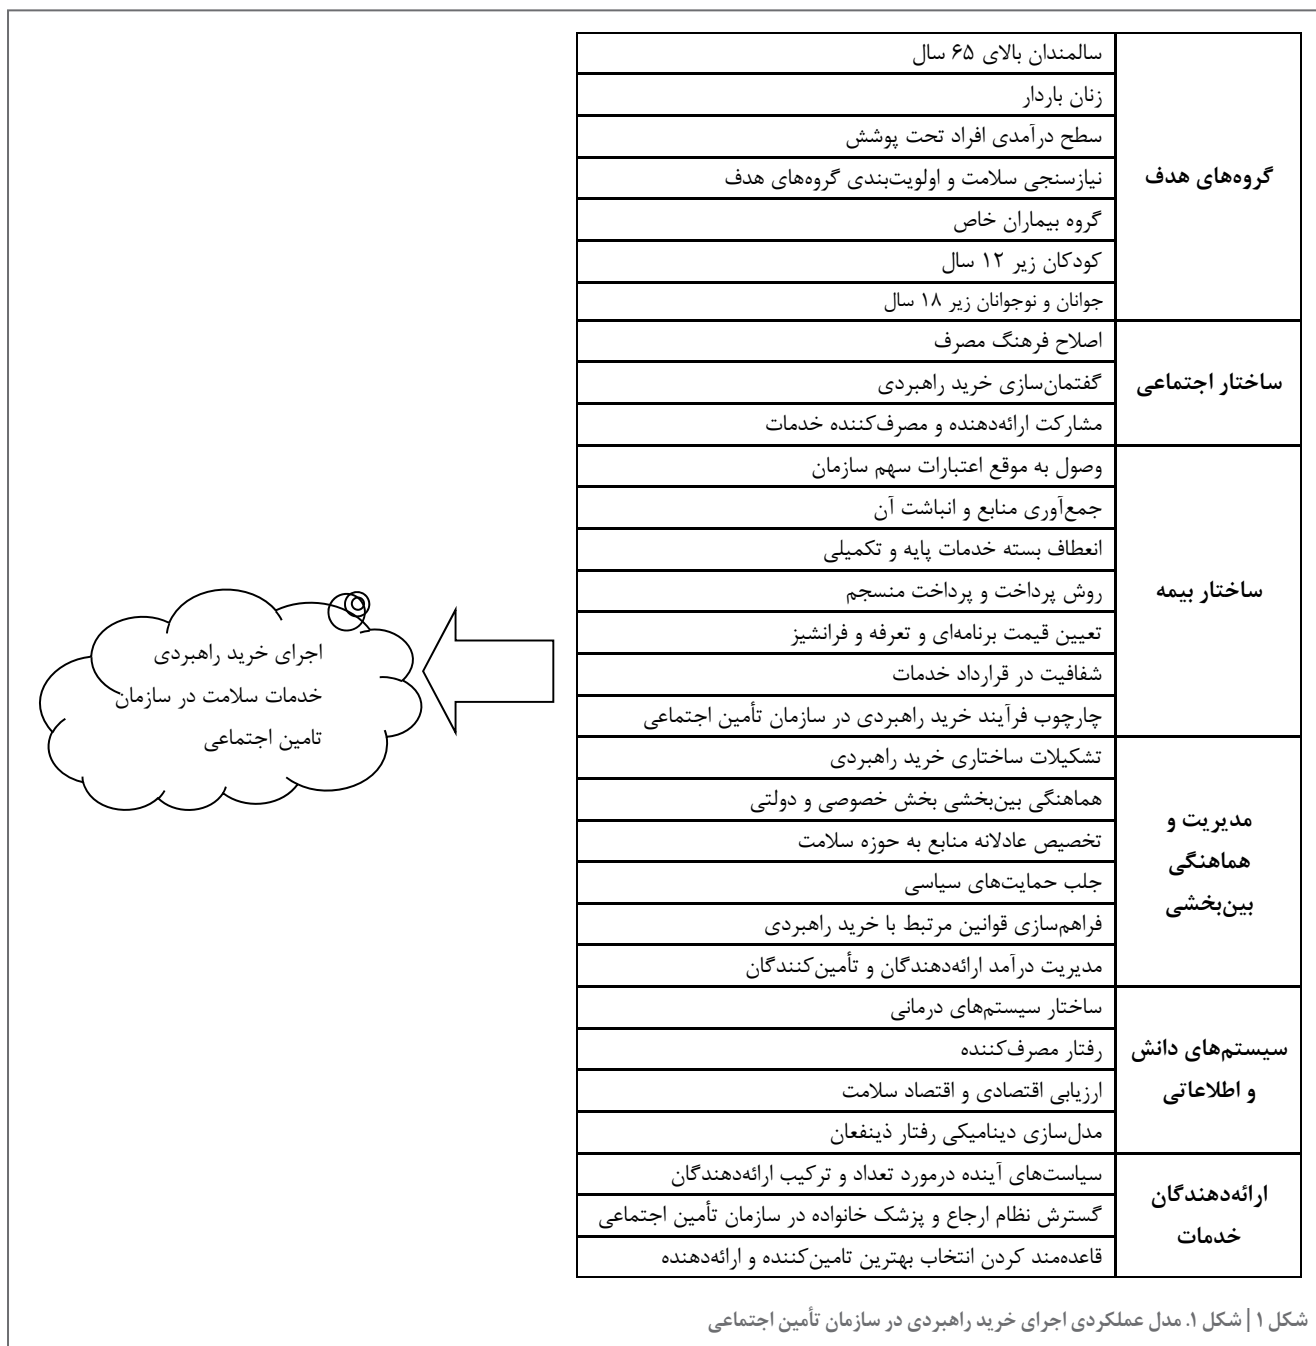 گروه‌های هدف
سالمندان بالای ۶۵ سال
زنان باردار
سطح درآمدی افراد تحت پوشش
نیازسنجی سلامت و اولویت‌بندی گروه‌های هدف
گروه بیماران خاص
کودکان زیر ۱۲ سال
جوانان و نوجوانان زیر ۱۸ سال
ساختار اجتماعی
اصلاح فرهنگ مصرف
گفتمان‌سازی خرید راهبردی
مشارکت ارائه‌دهنده و مصرف‌کننده خدمات
ساختار بیمه
وصول به موقع اعتبارات سهم سازمان
جمع‌آوری منابع و انباشت آن
انعطاف بسته خدمات پایه و تکمیلی
روش پرداخت و پرداخت منسجم
تعیین قیمت برنامه‌ای و تعرفه و فرانشیز
شفافیت در قرارداد خدمات
چارچوب فرآیند خرید راهبردی در سازمان تأمین اجتماعی
مدیریت و
هماهنگی
بین‌بخشی
تشکیلات ساختاری خرید راهبردی
هماهنگی بین‌بخشی بخش خصوصی و دولتی
تخصیص عادلانه منابع به حوزه سلامت
جلب حمایت‌های سیاسی
فراهم‌سازی قوانین مرتبط با خرید راهبردی
مدیریت درآمد ارائه‌دهندگان و تأمین‌کنندگان
سیستم‌های دانش
و اطلاعاتی
ساختار سیستم‌های درمانی
رفتار مصرف‌کننده
ارزیابی اقتصادی و اقتصاد سلامت
مدل‌سازی دینامیکی رفتار ذینفعان
ارائه‌دهندگان
خدمات
سیاست‌های آینده درمورد تعداد و ترکیب ارائه‌دهندگان
گسترش نظام ارجاع و پزشک خانواده در سازمان تأمین اجتماعی
قاعده‌مند کردن انتخاب بهترین تامین‌کننده و ارائه‌دهنده
اجرای خرید راهبردی
خدمات سلامت در سازمان
تامین اجتماعی
شکل ۱ | شکل ۱. مدل عملکردی اجرای خرید راهبردی در سازمان تأمین اجتماعی